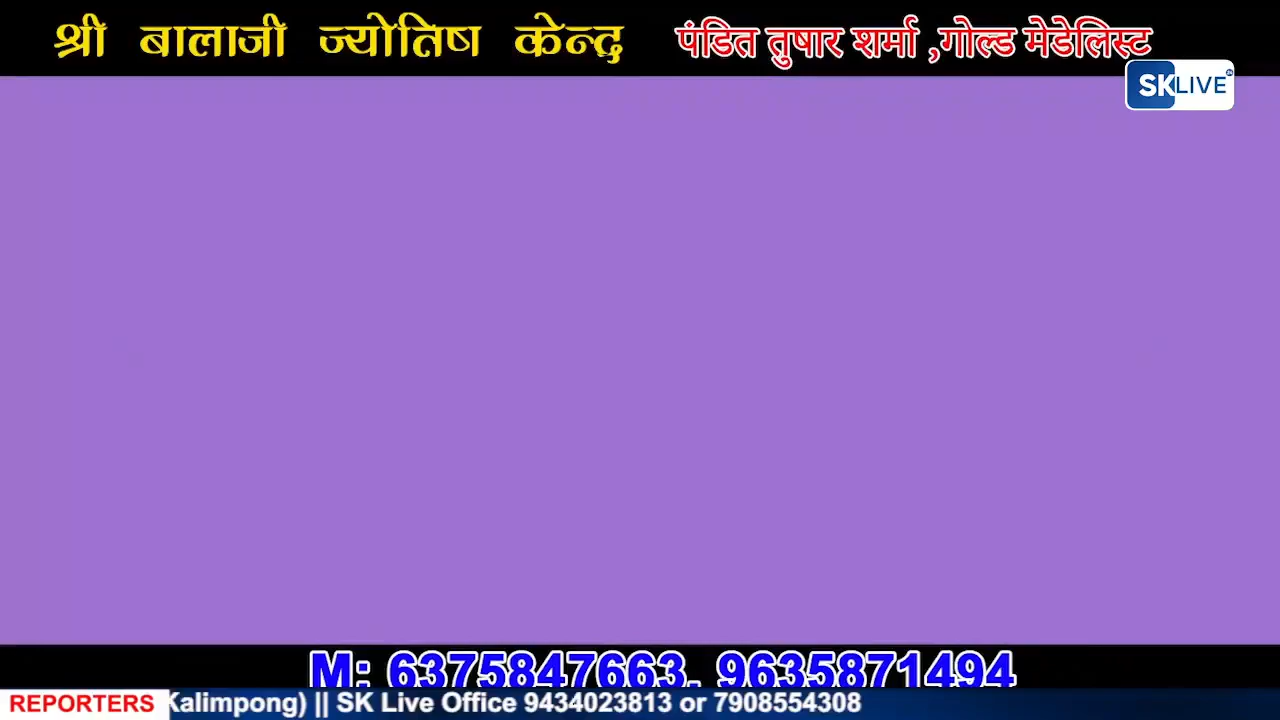 श्री बालाजी ज्योतिष केन्द्र पंडित तुषार शर्मा ,गोल्ड मेडेलिस्ट
SKLIVE
M: 6375847663, 9635871494
REPORTERS Kalimpong) || SK Live Office 9434023813 or 7908554308